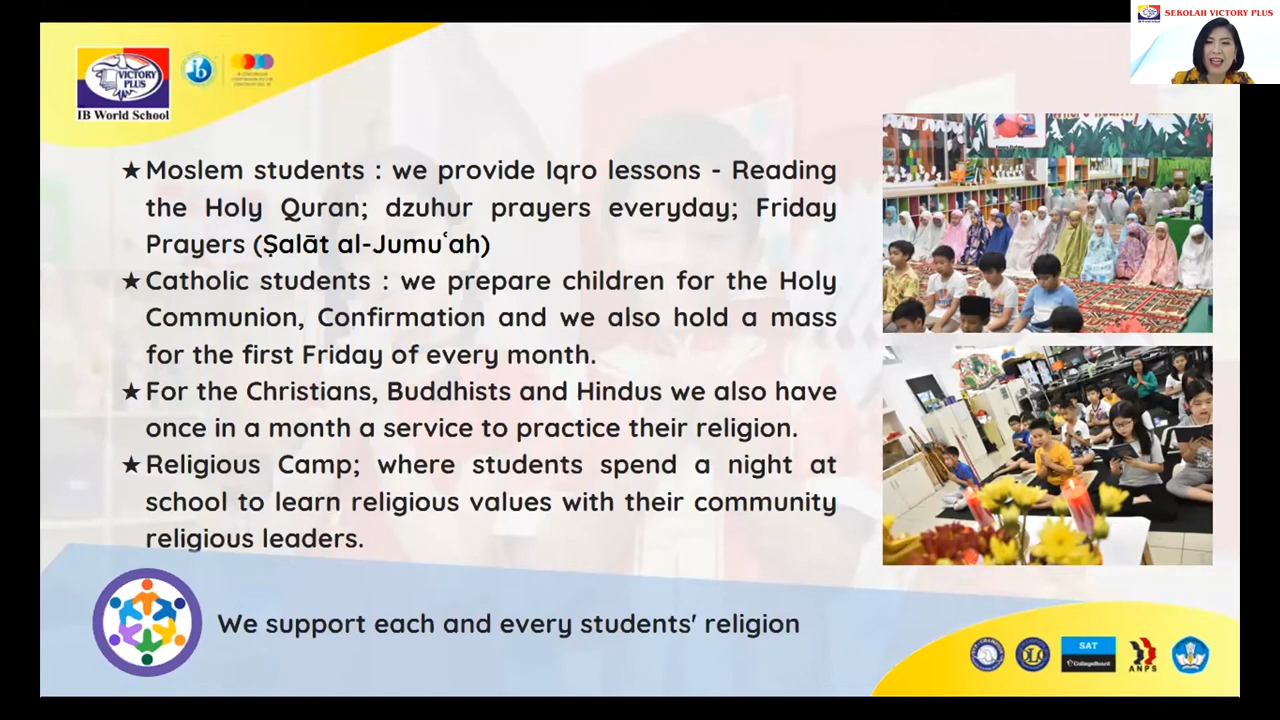 SEKOLAH VICTORY PLUS
VICTORY
PLUS
IB World School
ib
★Moslem students : we provide Iqro lessons - Reading
the Holy Quran; dzuhur prayers everyday; Friday
Prayers (Ṣalāt al-Jumuʿah)
★Catholic students : we prepare children for the Holy
Communion, Confirmation and we also hold a mass
for the first Friday of every month.
★For the Christians, Buddhists and Hindus we also have
once in a month a service to practice their religion.
★Religious Camp; where students spend a night at
school to learn religious values with their community
religious leaders.
We support each and every students' religion
SAT
CollegeBoard
ANPS